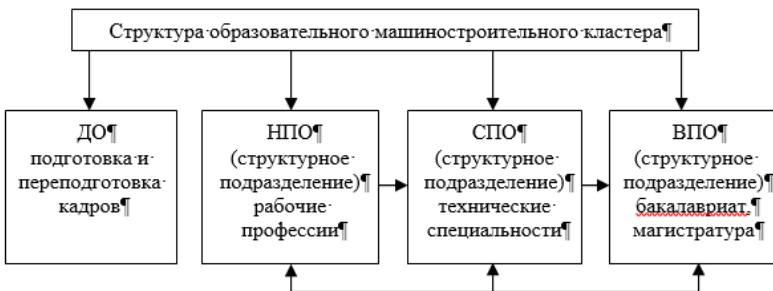 Структура образовательного машиностроительного кластера¶
ДО¶
подготовка и
переподготовка
кадров¶
НПО¶
(структурное
подразделение)¶
рабочие
профессии¶
СПО¶
(структурное
подразделение)¶
технические
специальности¶
ВПО¶
(структурное
подразделение)¶
бакалавриат,¶
магистратура¶